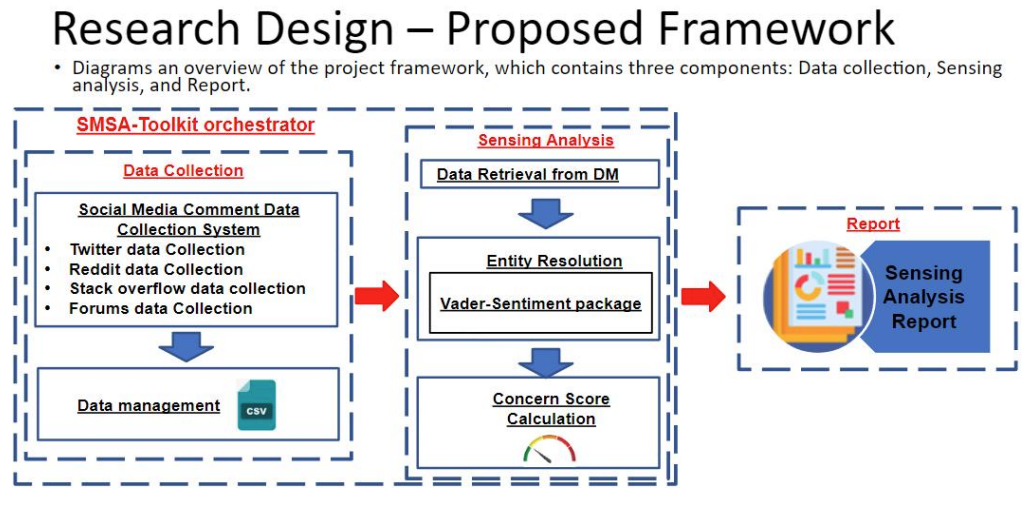 Research Design – Proposed Framework
• Diagrams an overview of the project framework, which contains three components: Data collection, Sensing
analysis, and Report.
SMSA-Toolkit orchestrator
Data Collection
Social Media Comment Data
Collection System
• Twitter data Collection
• Reddit data Collection
• Stack overflow data collection
• Forums data Collection
Data management
CSV
Sensing Analysis
Data Retrieval from DM
Entity Resolution
Vader-Sentiment package
Concern Score
Calculation
Report
Sensing
Analysis
Report